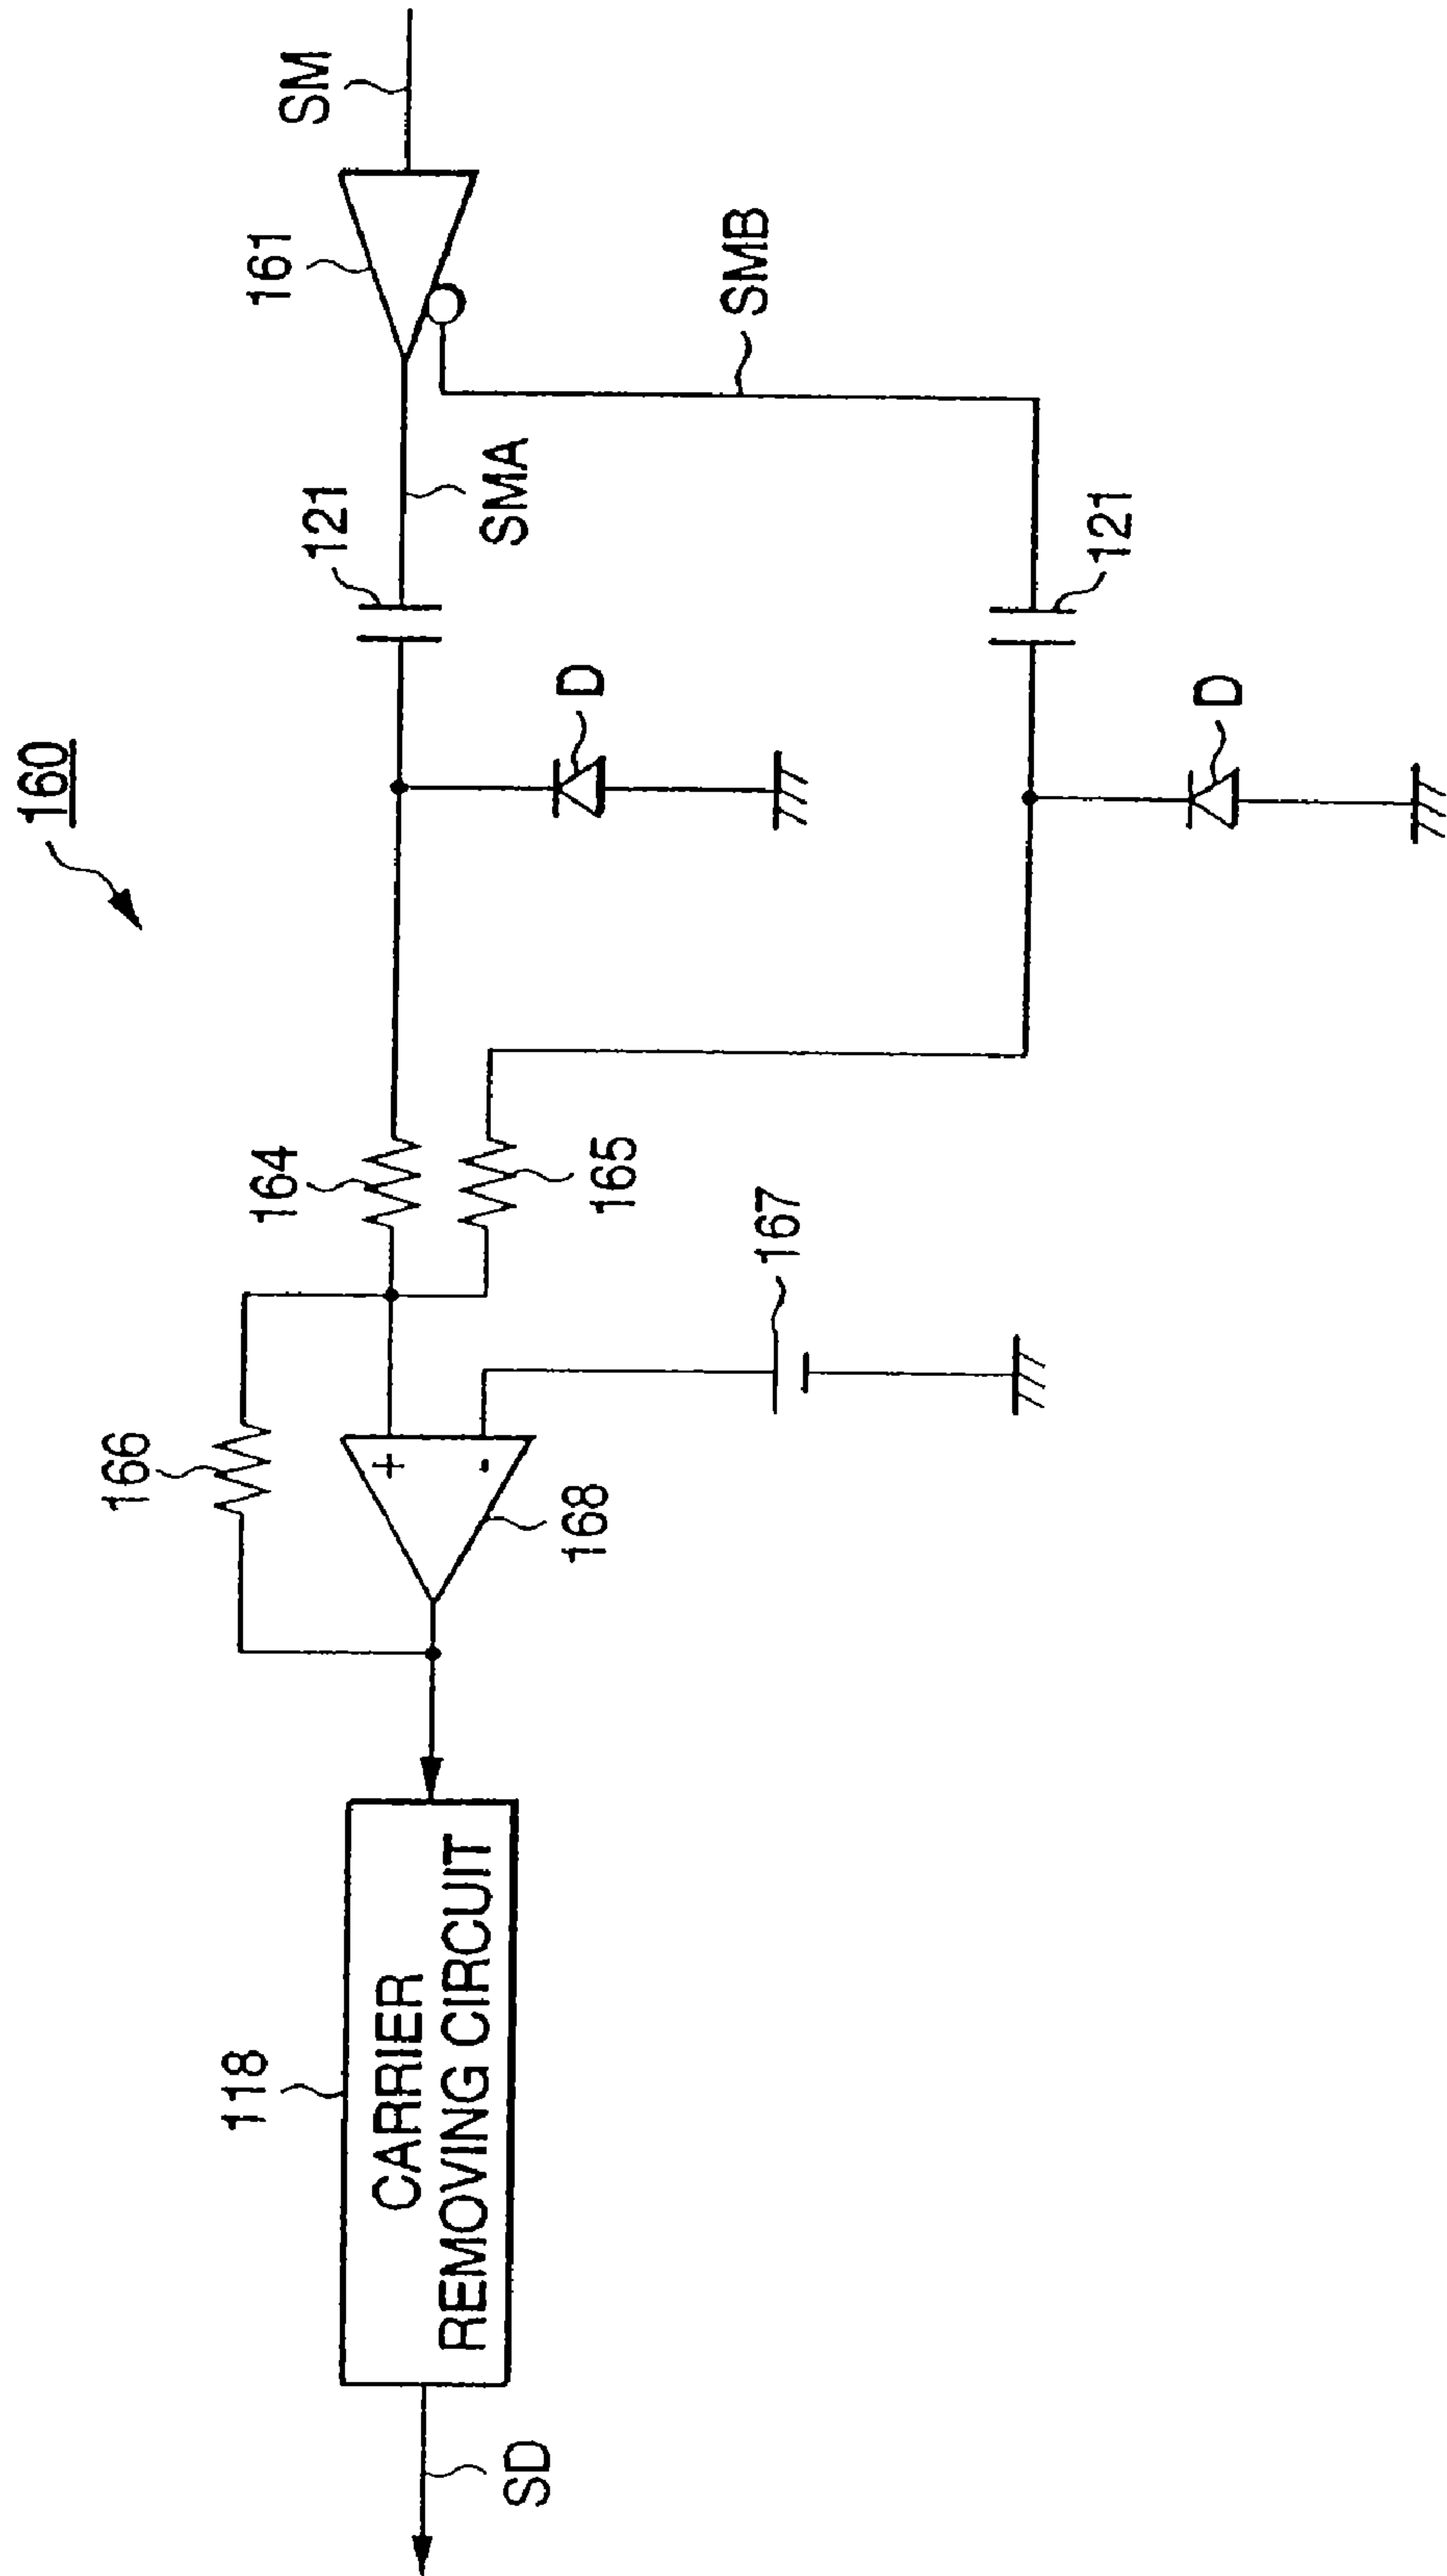 160
SM
161
SMA
SMB
121
121
D
D
164
165
166
167
168
118
CARRIER
REMOVING CIRCUIT
SD